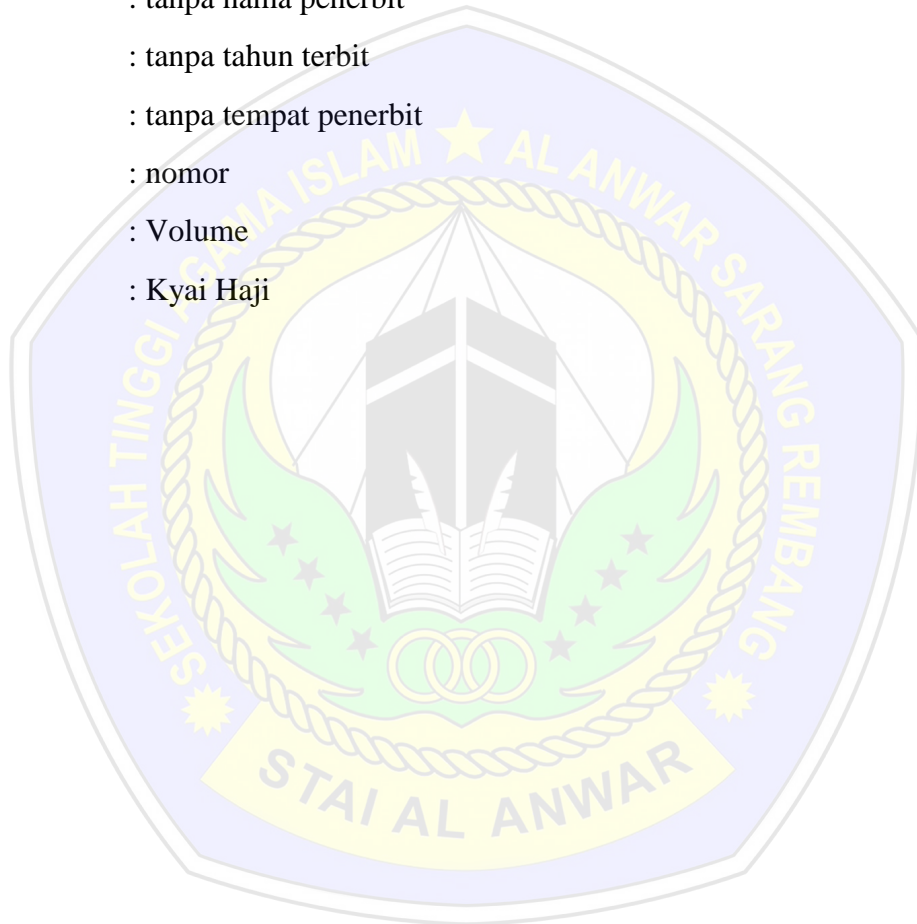 : tanpa nama penerbit
: tanpa tahun terbit
: tanpa tempat penerbit
: nomor
: Volume
: Kyai Haji
SEKOLAH TINGGI AGAMA ISLAM ★ AL ANWAR SARANG REMBANG
STAI AL ANWAR